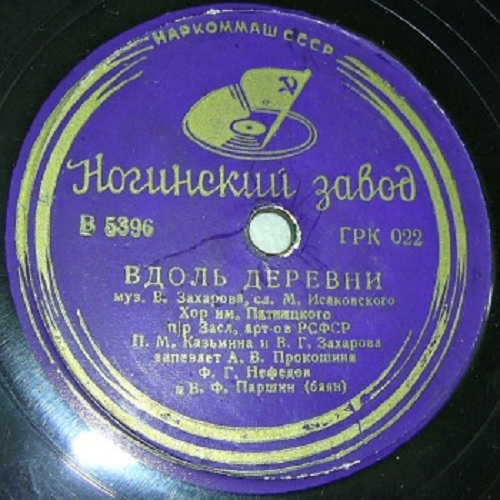 НАРКОММАШ СССР
Ногинский завод
В 5396
ГРК 022
ВДОЛЬ ДЕРЕВНИ
муз. В. Захарова, сл. М. Исаковского
Хор им. Пятницкого
п/р Засл. арт-ов РСФСР
П. М. Казьмина и В. Г. Захарова
запевает А. В. Прокошина
Ф. Г. Нефедов
и В. Ф. Паршин (баян)